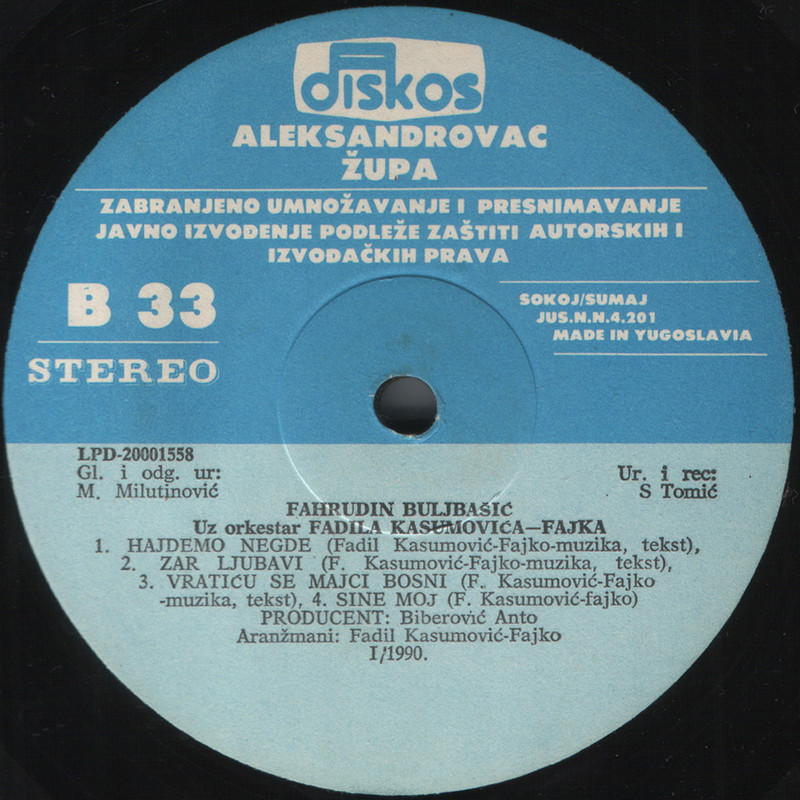 diskos
ALEKSANDROVAC
ŽUPA
ZABRANJENO UMNOŽAVANJE I PRESNIMAVANJE
JAVNO IZVOĐENJE PODLEŽE ZAŠTITI AUTORSKIH I
IZVOĐAČKIH PRAVA
B 33
STEREO
SOKOJ/SUMAJ
JUS.N.N.4.201
MADE IN YUGOSLAVIA
LPD-20001558
Gl. i odg. ur:
M. Milutinović
Ur. i rec:
S Tomić
FAHRUDIN BULJBAŠIĆ
Uz orkestar FADILA KASUMOVIĆA—FAJKA
1. HAJDEMO NEGDE (Fadil Kasumović-Fajko-muzika, tekst),
2. ZAR LJUBAVI (F. Kasumović-Fajko-muzika, tekst),
3. VRATIĆU SE MAJCI BOSNI (F. Kasumović-Fajko
-muzika, tekst), 4. SINE MOJ (F. Kasumović-fajko)
PRODUCENT: Biberović Anto
Aranžmani: Fadil Kasumović-Fajko
I/1990.